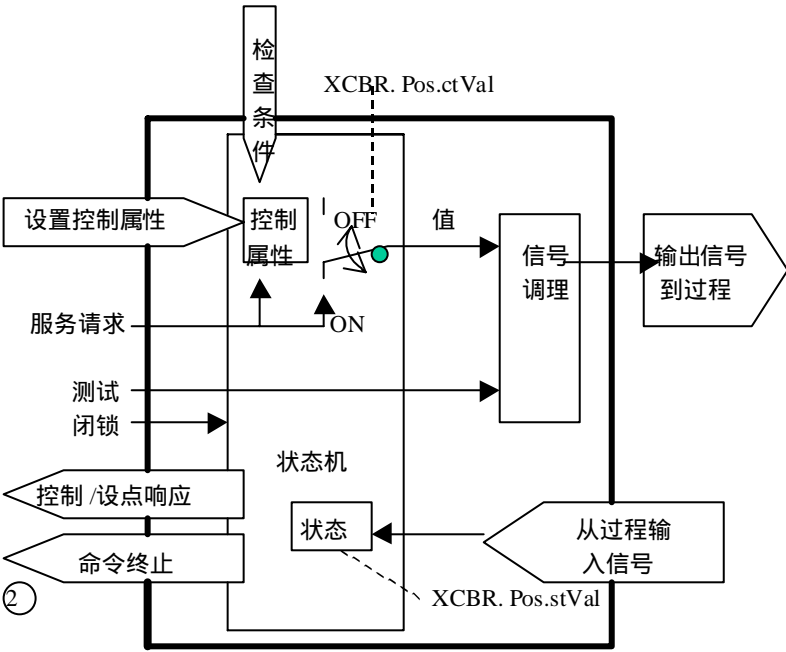 检
查
条
件
XCBR. Pos.ctVal
设置控制属性
控制
属性
OFF
值
信号
调理
输出信号
到过程
服务请求
ON
测试
闭锁
状态机
控制 /设点响应
状态
从过程输
入信号
命令终止
2
XCBR. Pos.stVal